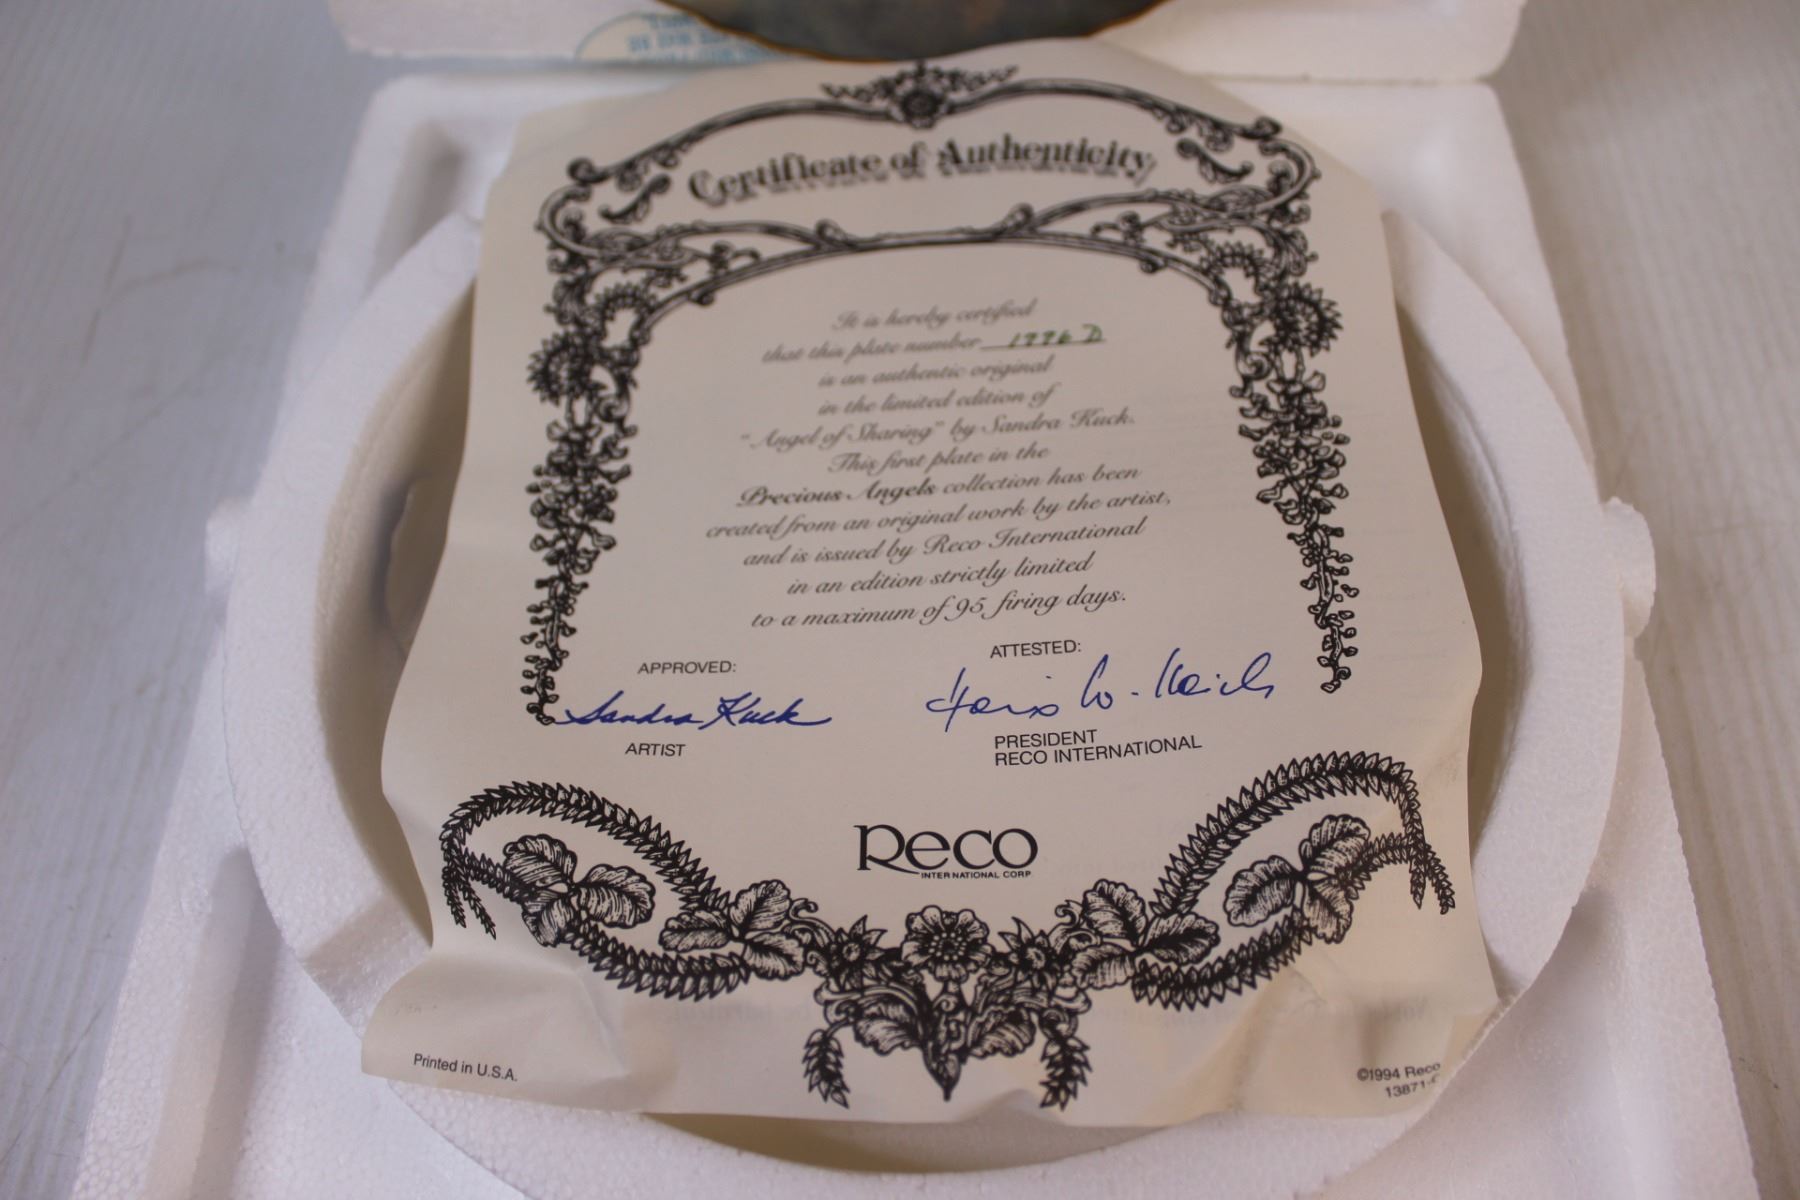 Certificate of Authenticity
It is hereby certified
that this plate number 1996 D
is an authentic original
in the limited edition of
"Angel of Sharing" by Sandra Kuck.
This first plate in the
Precious Angels collection has been
created from an original work by the artist,
and is issued by Reco International
in an edition strictly limited
to a maximum of 95 firing days.
APPROVED:
ATTESTED:
Sandra Kuck
ARTIST
PRESIDENT
RECO INTERNATIONAL
Reco
INTERNATIONAL CORP.
Printed in U.S.A.
©1994 Reco
13871-